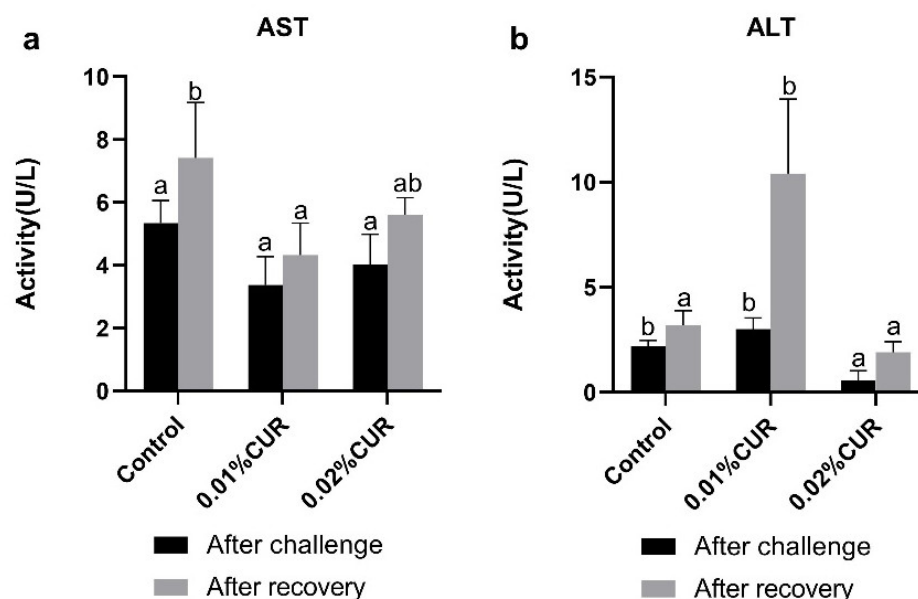 a
AST
Activity(U/L)
10
8
6
4
2
0
a
b
a
a
a
ab
Control
0.01%CUR
0.02%CUR
After challenge
After recovery
b
ALT
Activity(U/L)
15
10
5
0
b
a
b
b
a
a
Control
0.01%CUR
0.02%CUR
After challenge
After recovery